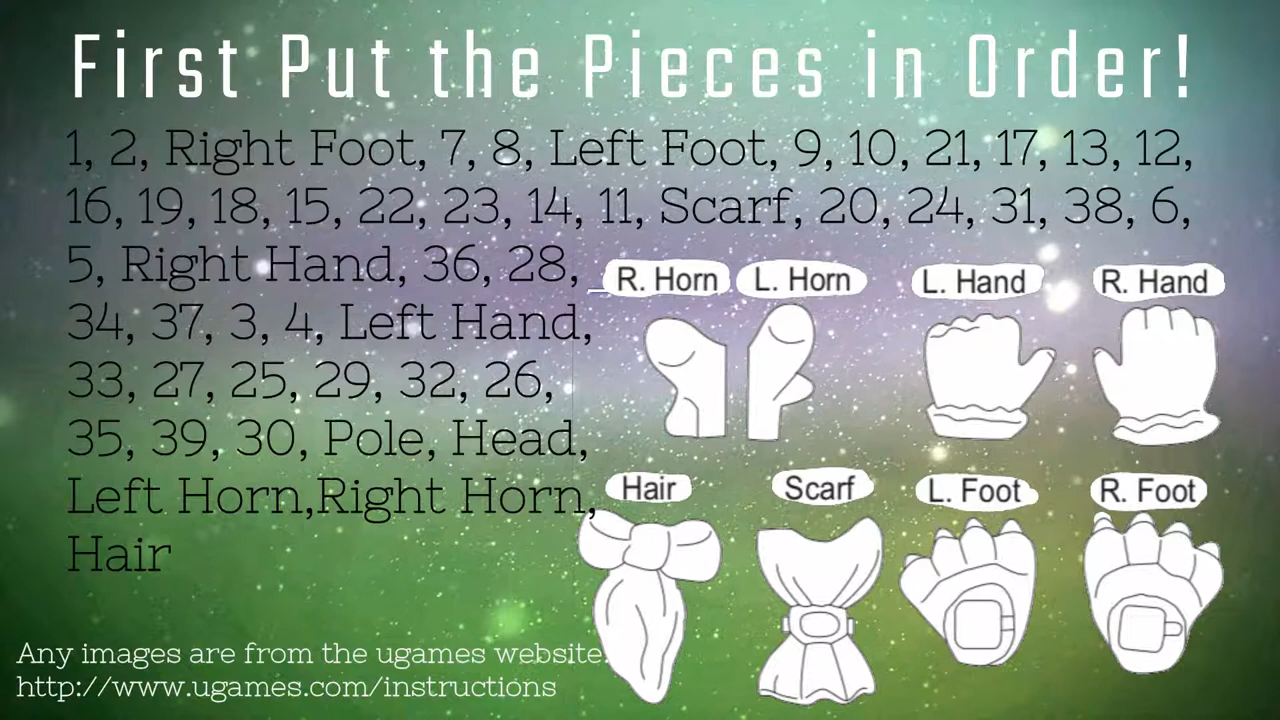 First Put the Pieces in Order!
1, 2, Right Foot, 7, 8, Left Foot, 9, 10, 21, 17, 13, 12,
16, 19, 18, 15, 22, 23, 14, 11, Scarf, 20, 24, 31, 38, 6,
5, Right Hand, 36, 28,
34, 37, 3, 4, Left Hand,
33, 27, 25, 29, 32, 26,
35, 39, 30, Pole, Head,
Left Horn,Right Horn,
Hair
R. Horn L. Horn L. Hand R. Hand
Hair Scarf L. Foot R. Foot
Any images are from the ugames website.
http://www.ugames.com/instructions